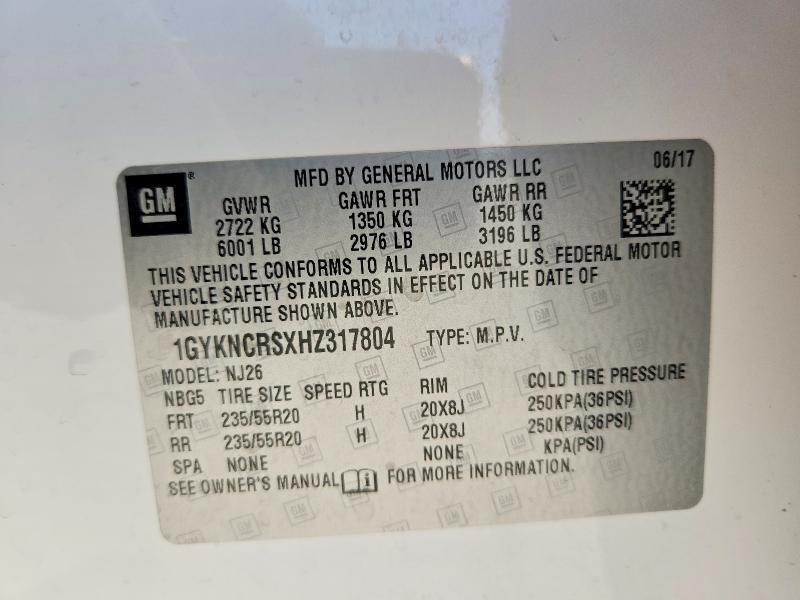 GM®
MFD BY GENERAL MOTORS LLC
06/17
GVWR GAWR FRT GAWR RR
2722 KG 1350 KG 1450 KG
6001 LB 2976 LB 3196 LB
THIS VEHICLE CONFORMS TO ALL APPLICABLE U.S. FEDERAL MOTOR
VEHICLE SAFETY STANDARDS IN EFFECT ON THE DATE OF
MANUFACTURE SHOWN ABOVE.
1GYKNCRSXHZ317804 TYPE: M.P.V.
MODEL: NJ26
NBG5 TIRE SIZE SPEED RTG RIM COLD TIRE PRESSURE
FRT 235/55R20 H 20X8J 250KPA(36PSI)
RR 235/55R20 H 20X8J 250KPA(36PSI)
SPA NONE NONE KPA(PSI)
SEE OWNER'S MANUAL FOR MORE INFORMATION.